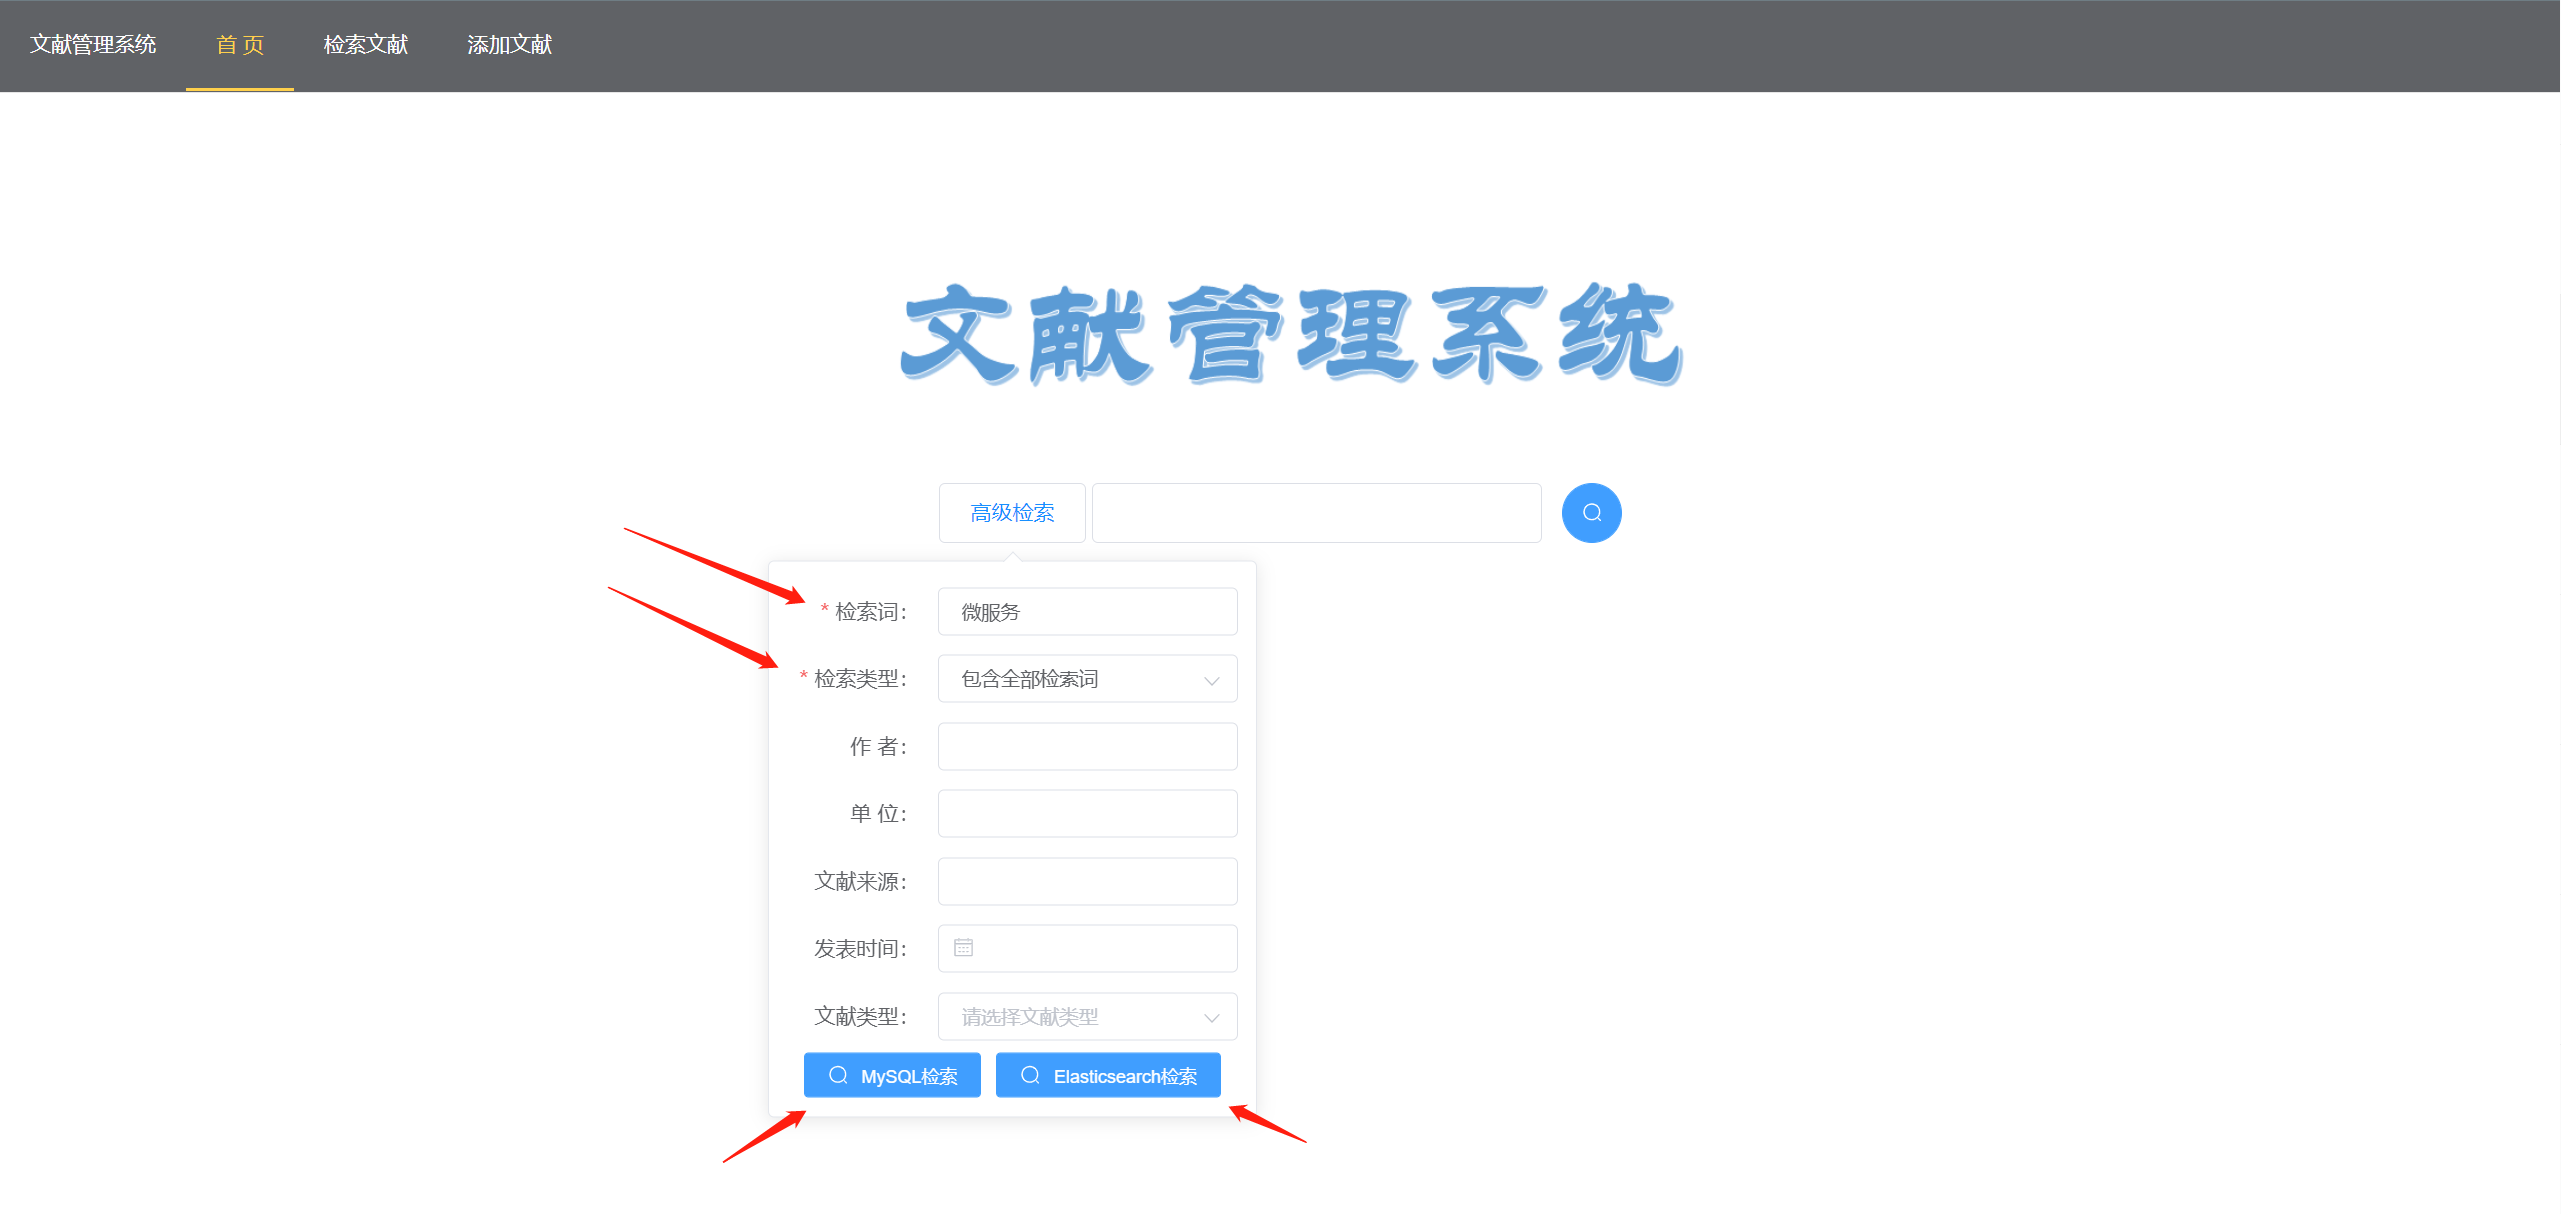 文献管理系统 首 页 检索文献 添加文献
文献管理系统
高级检索
* 检索词： 微服务
* 检索类型： 包含全部检索词
作 者：
单 位：
文献来源：
发表时间：
文献类型： 请选择文献类型
MySQL检索 Elasticsearch检索